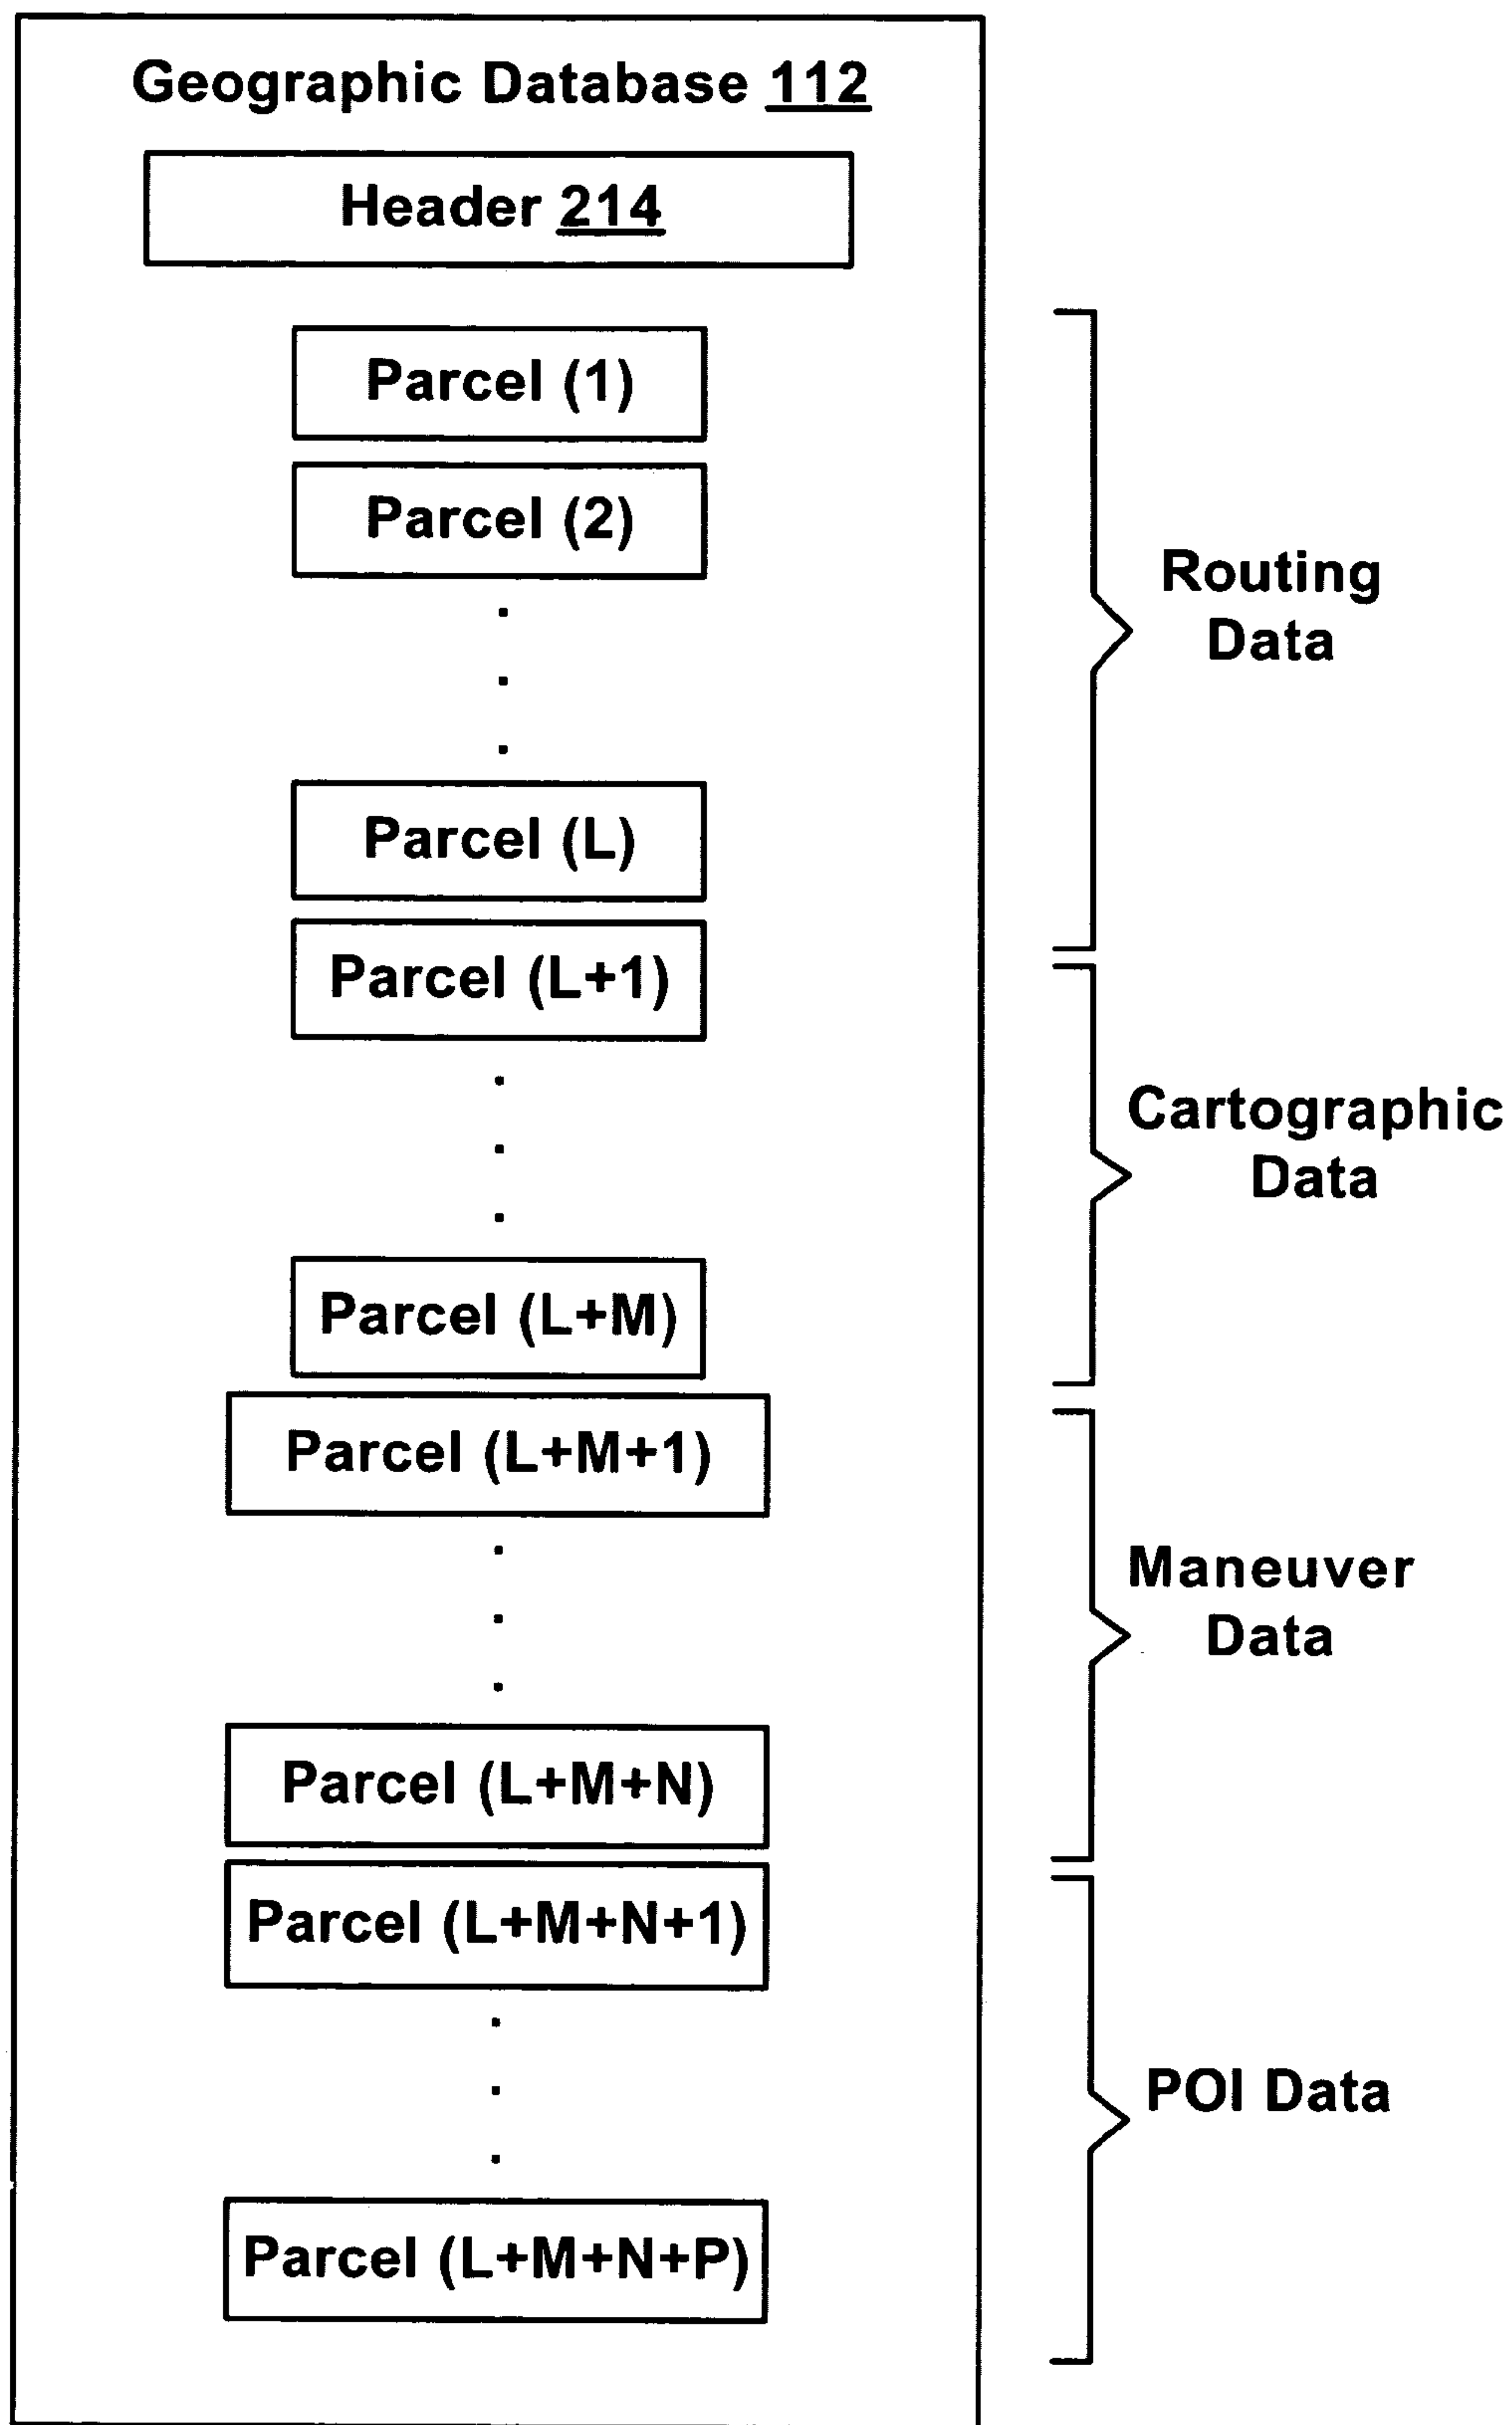 Geographic Database 112
Header 214
Parcel (1)
Parcel (2)
Parcel (L)
Parcel (L+1)
Parcel (L+M)
Parcel (L+M+1)
Parcel (L+M+N)
Parcel (L+M+N+1)
Parcel (L+M+N+P)
Routing
Data
Cartographic
Data
Maneuver
Data
POI Data